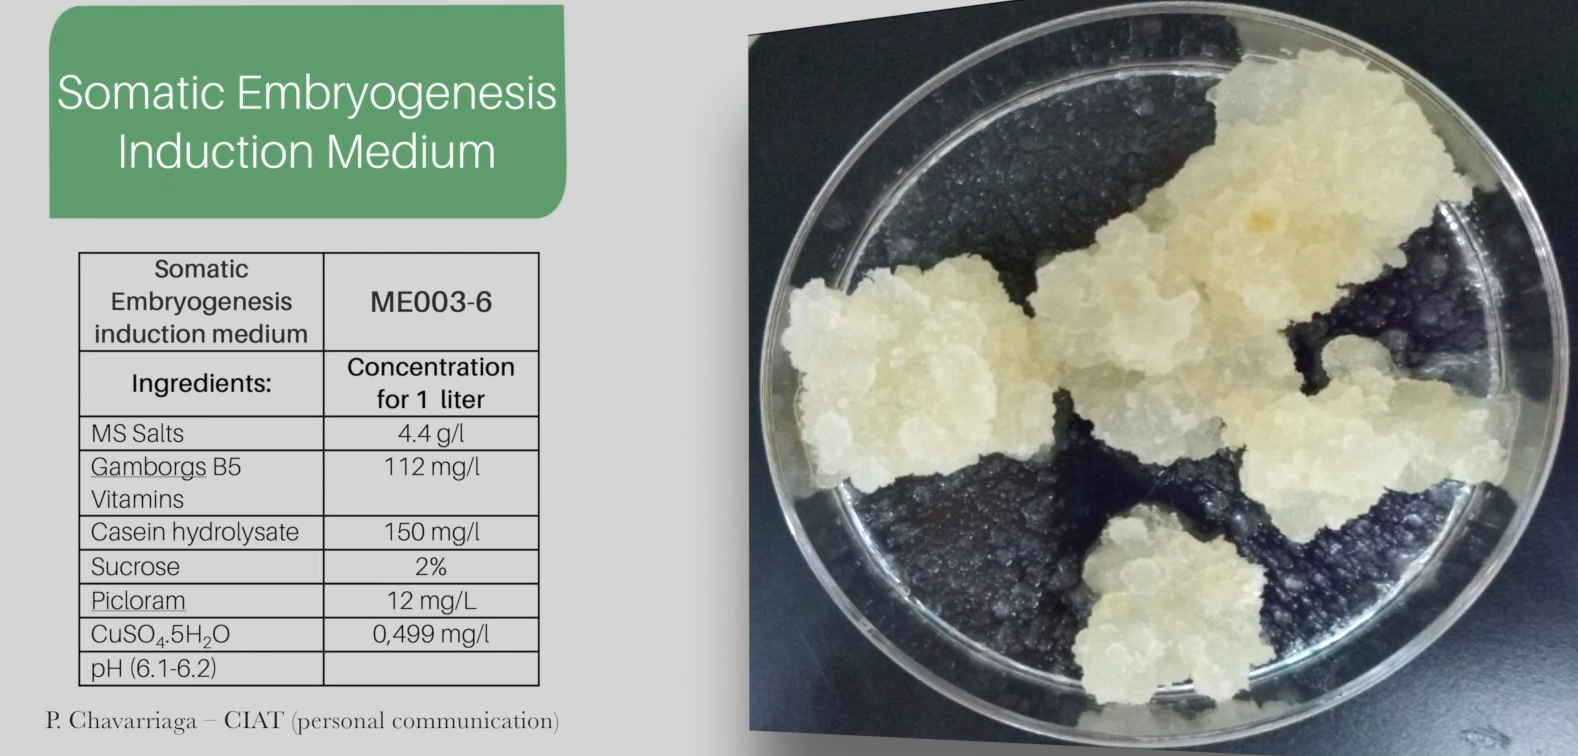 Somatic Embryogenesis
Induction Medium
Somatic
Embryogenesis
induction medium
ME003-6
Ingredients:
Concentration
for 1 liter
MS Salts
4.4 g/l
Gamborgs B5
Vitamins
112 mg/l
Casein hydrolysate
150 mg/l
Sucrose
2%
Picloram
12 mg/L
CuSO₄.5H₂O
0,499 mg/l
pH (6.1-6.2)
P. Chavarriaga – CIAT (personal communication)